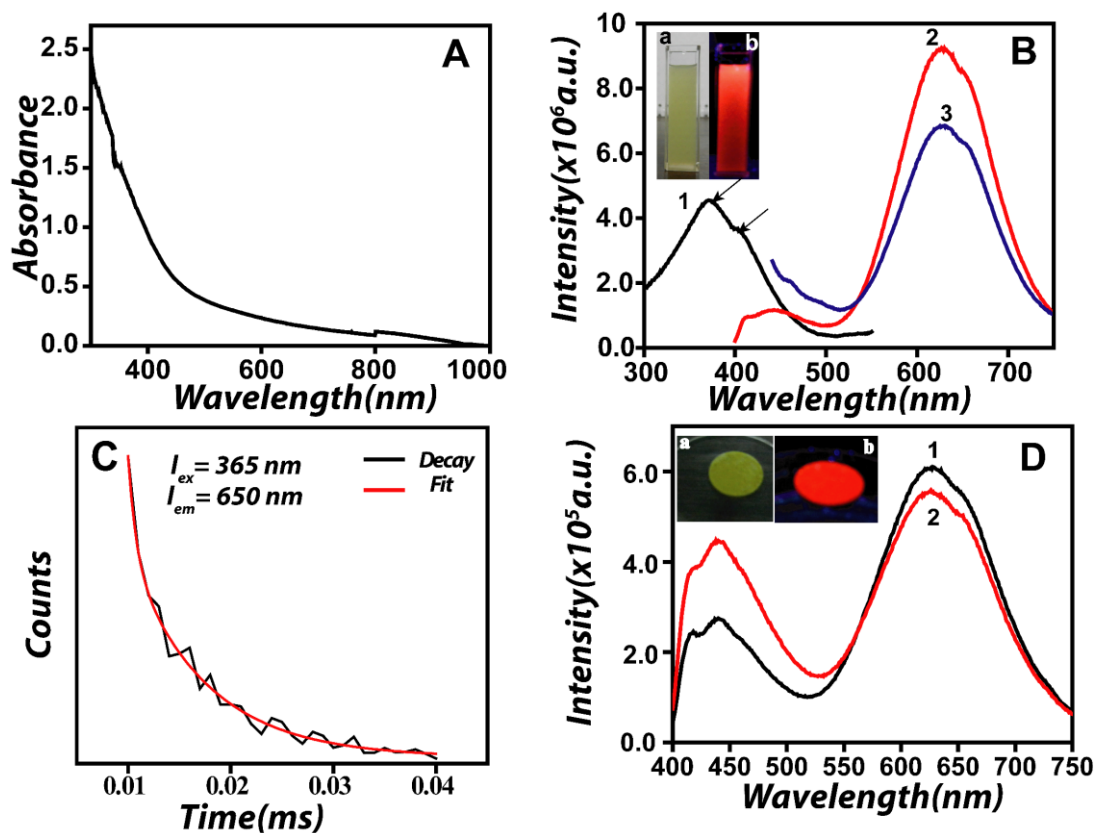 A
Absorbance
2.5
2.0
1.5
1.0
0.5
0.0
400
600
800
1000
Wavelength(nm)
B
Intensity(x10⁶a.u.)
10
8.0
6.0
4.0
2.0
0.0
a
b
1
2
3
300
400
500
600
700
Wavelength(nm)
C
l ex = 365 nm
l em = 650 nm
Decay
Fit
Counts
0.01
0.02
0.03
0.04
Time(ms)
D
Intensity(x10⁵a.u.)
6.0
4.0
2.0
0.0
a
b
1
2
400
450
500
550
600
650
700
750
Wavelength(nm)